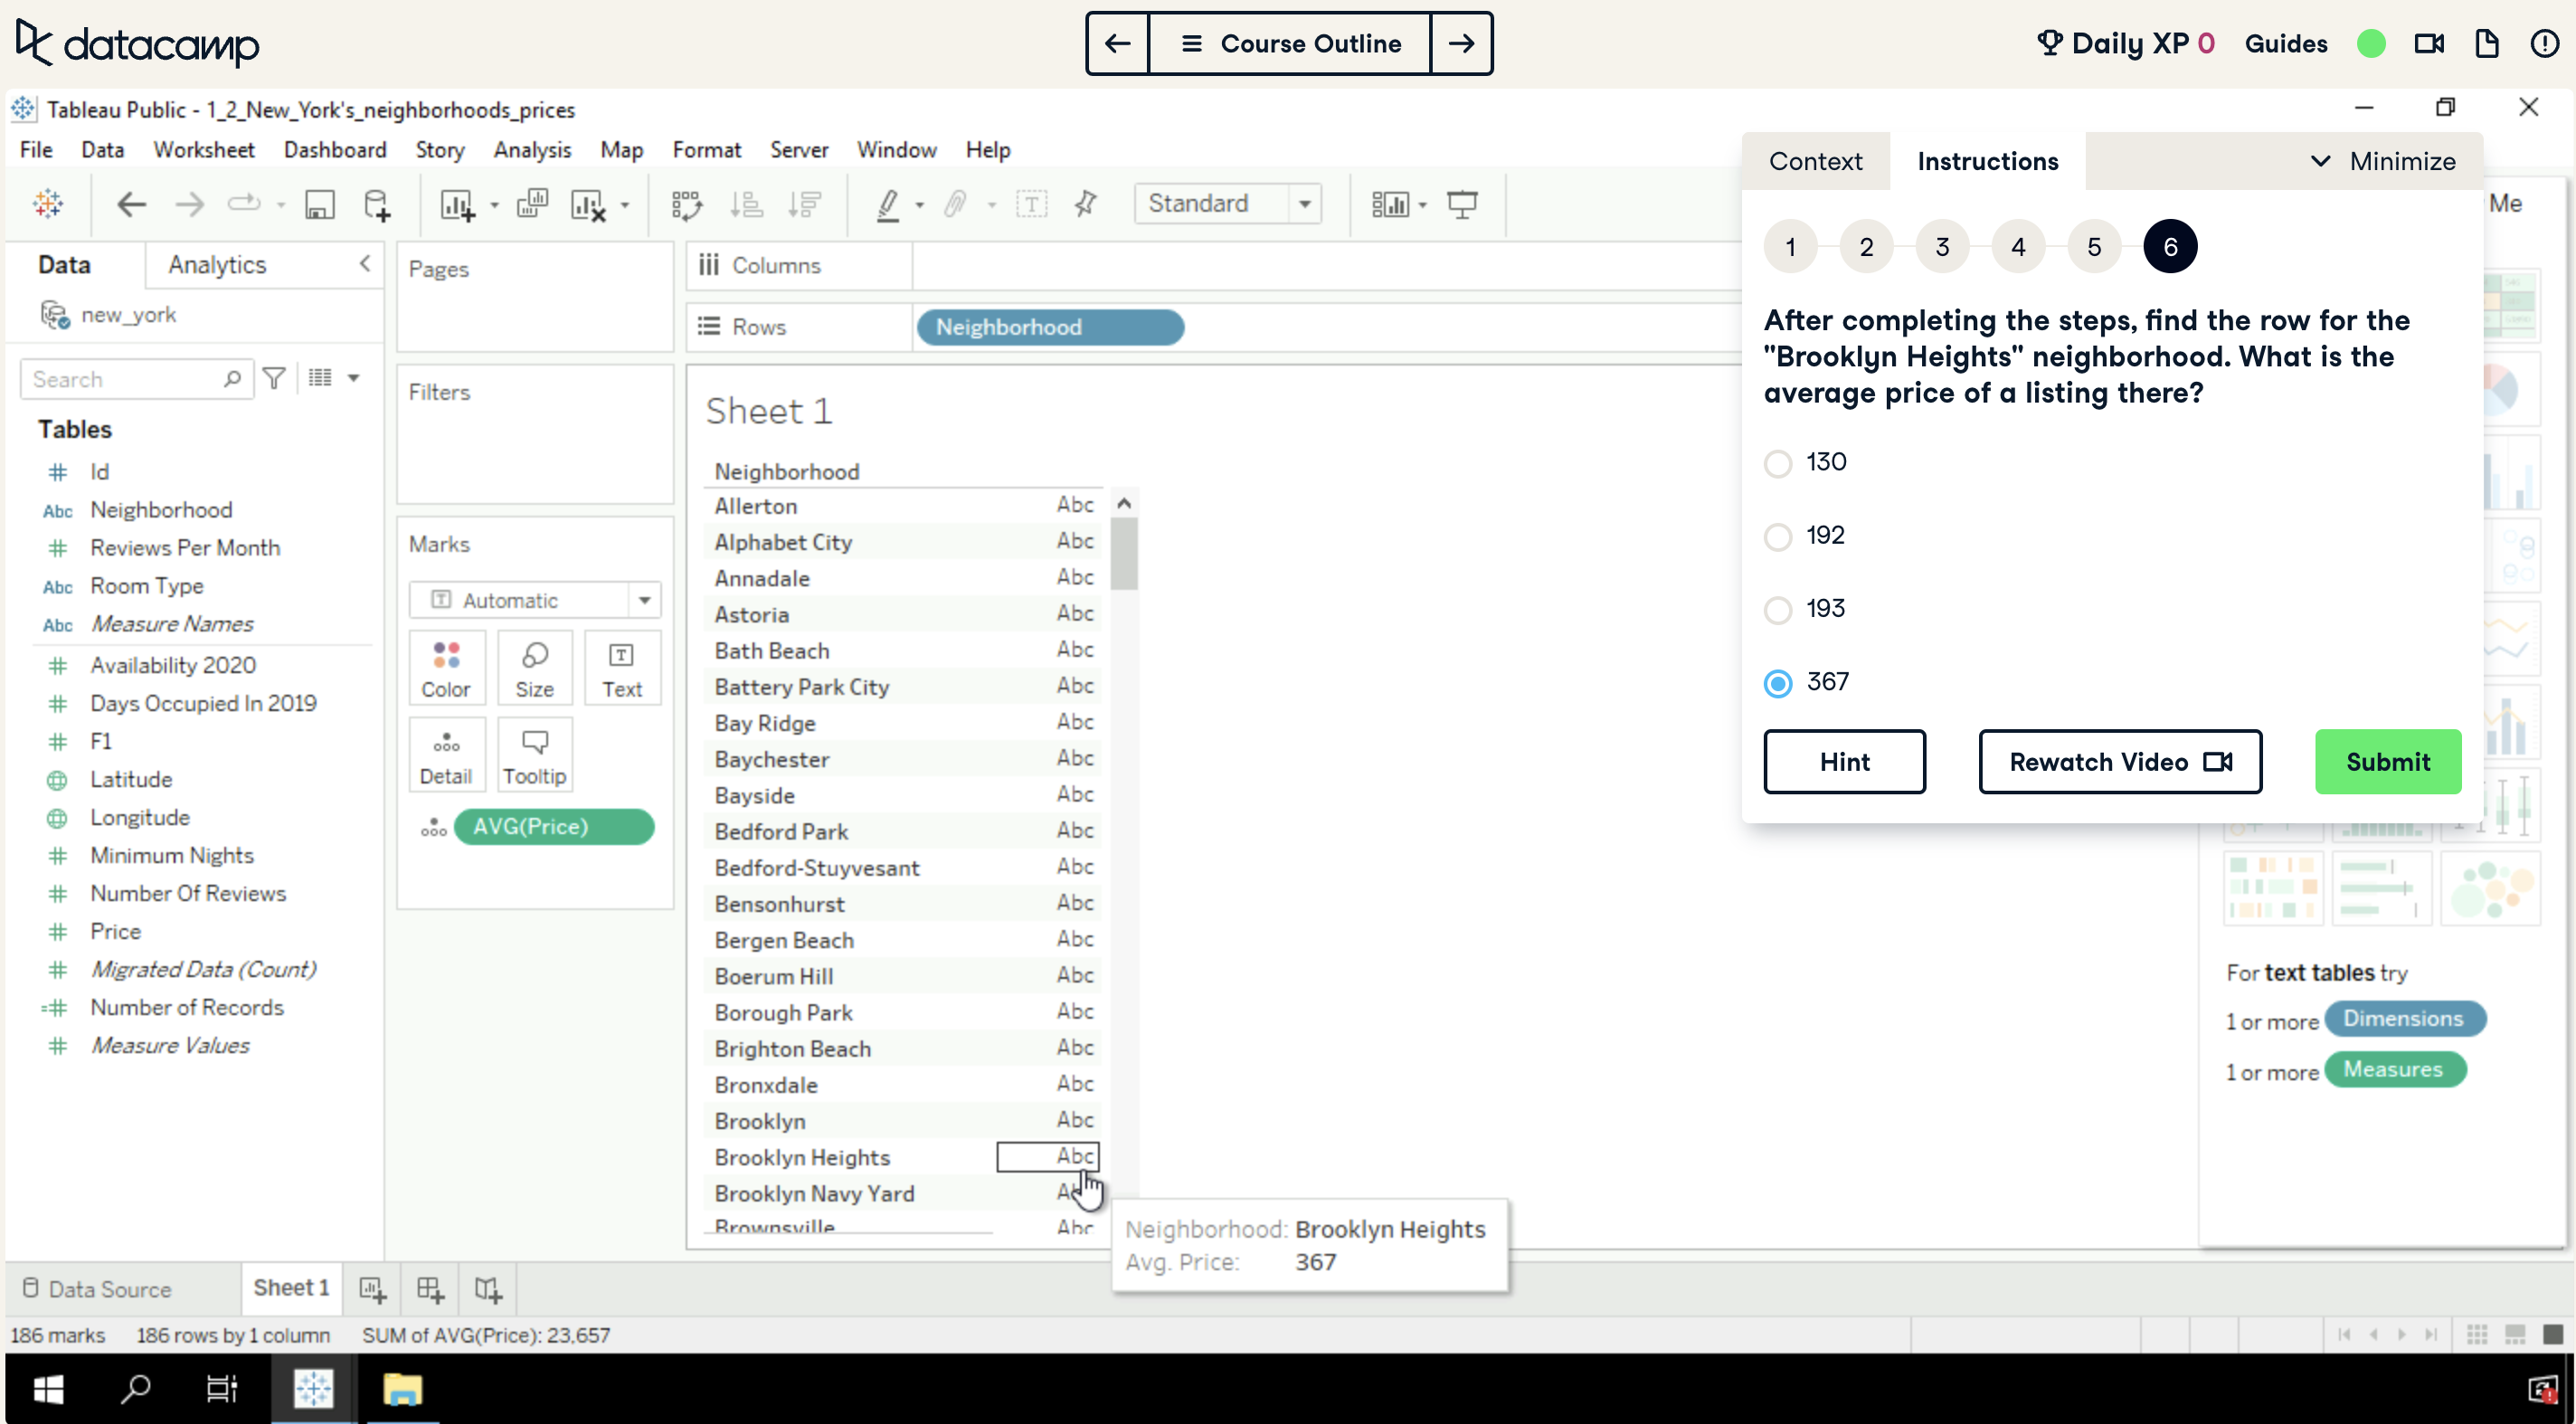 datacamp
Course Outline
Daily XP 0
Guides
Tableau Public - 1_2_New_York's_neighborhoods_prices
File Data Worksheet Dashboard Story Analysis Map Format Server Window Help
Standard
Me
Data
Analytics
new_york
Search
Tables
Id
Abc Neighborhood
Reviews Per Month
Abc Room Type
Abc Measure Names
Availability 2020
Days Occupied In 2019
F1
Latitude
Longitude
Minimum Nights
Number Of Reviews
Price
Migrated Data (Count)
Number of Records
Measure Values
Pages
Filters
Marks
Automatic
Color Size Text
Detail Tooltip
AVG(Price)
Columns
Rows Neighborhood
Sheet 1
Neighborhood
Allerton Abc
Alphabet City Abc
Annadale Abc
Astoria Abc
Bath Beach Abc
Battery Park City Abc
Bay Ridge Abc
Baychester Abc
Bayside Abc
Bedford Park Abc
Bedford-Stuyvesant Abc
Bensonhurst Abc
Bergen Beach Abc
Boerum Hill Abc
Borough Park Abc
Brighton Beach Abc
Bronxdale Abc
Brooklyn Abc
Brooklyn Heights Abc
Brooklyn Navy Yard
Brownsville Abc
Neighborhood: Brooklyn Heights
Avg. Price: 367
Context
Instructions
Minimize
1 2 3 4 5 6
After completing the steps, find the row for the
"Brooklyn Heights" neighborhood. What is the
average price of a listing there?
130
192
193
367
Hint
Rewatch Video
Submit
For text tables try
1 or more Dimensions
1 or more Measures
Data Source
Sheet 1
186 marks 186 rows by 1 column SUM of AVG(Price): 23,657